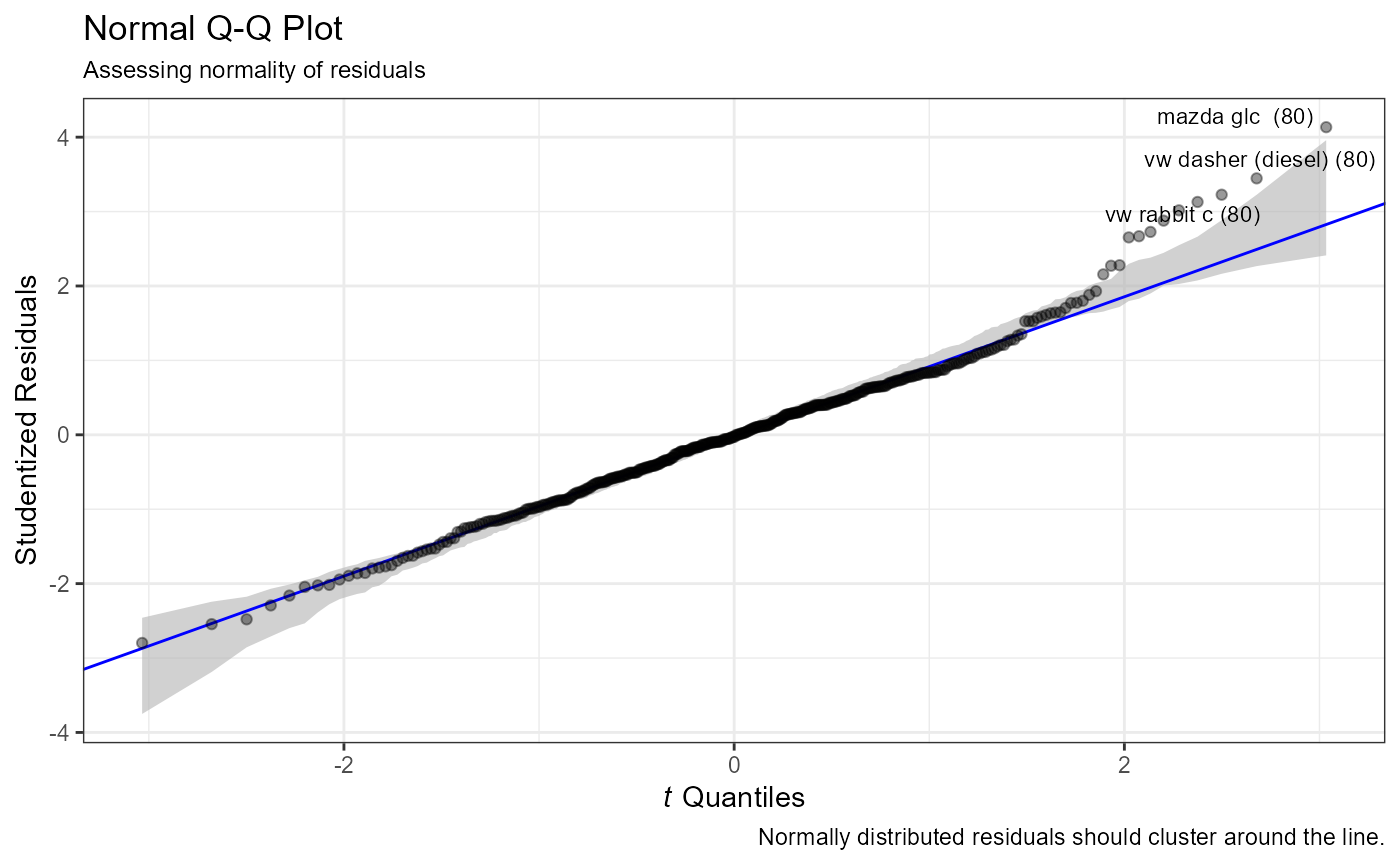 Normal Q-Q Plot
Assessing normality of residuals
mazda glc  (80)
vw dasher (diesel) (80)
vw rabbit c (80)
4
2
0
-2
-4
Studentized Residuals
-2
0
2
t Quantiles
Normally distributed residuals should cluster around the line.